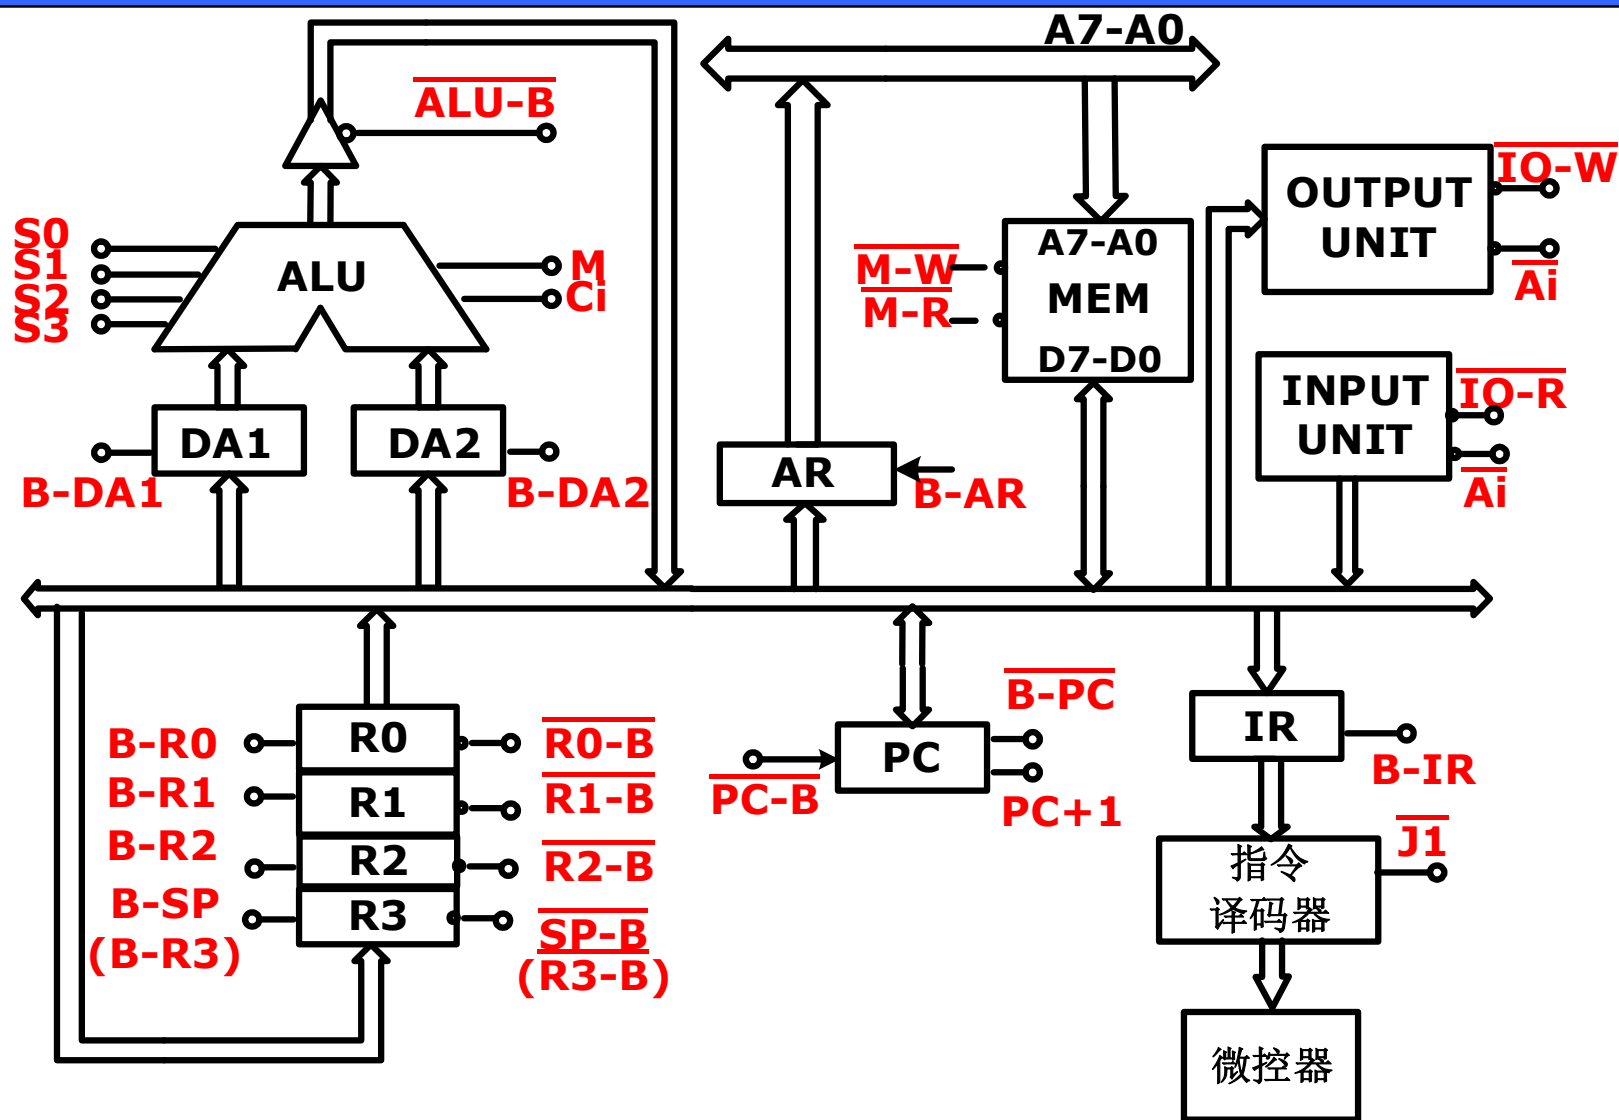 A7-A0
ALU-B
S0
S1
S2
S3
ALU
M
Ci
DA1
DA2
B-DA1
B-DA2
M-W
M-R
A7-A0
MEM
D7-D0
AR
B-AR
OUTPUT
UNIT
IO-W
Ai
INPUT
UNIT
IO-R
Ai
B-R0
R0
R0-B
B-R1
R1
R1-B
B-R2
R2
R2-B
B-SP
(B-R3)
R3
SP-B
(R3-B)
PC
PC-B
B-PC
PC+1
IR
B-IR
指令
译码器
J1
微控器